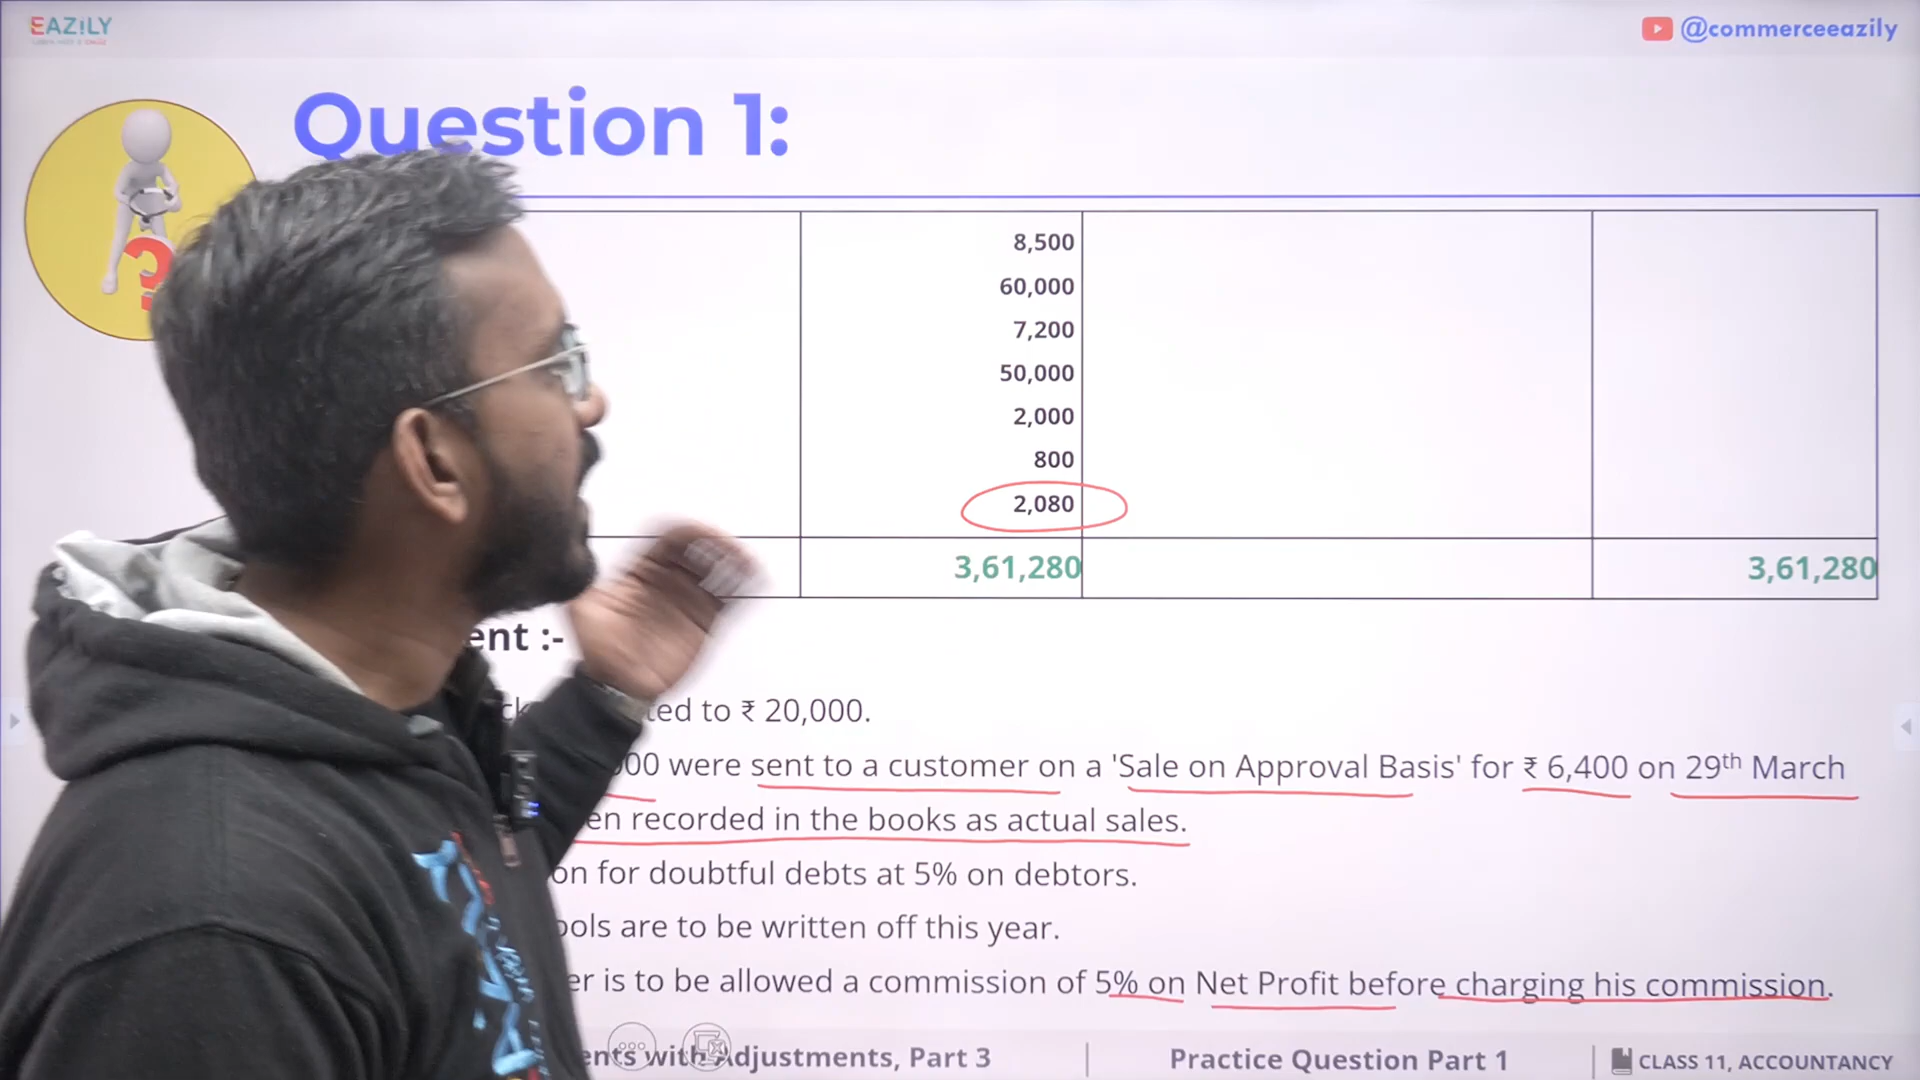 EAZILY
@commerceeazily
Question 1:
8,500
60,000
7,200
50,000
2,000
800
2,080
3,61,280 3,61,280
ent :-
ted to ₹ 20,000.
00 were sent to a customer on a 'Sale on Approval Basis' for ₹ 6,400 on 29th March
en recorded in the books as actual sales.
on for doubtful debts at 5% on debtors.
ools are to be written off this year.
er is to be allowed a commission of 5% on Net Profit before charging his commission.
ents with Adjustments, Part 3 | Practice Question Part 1 | CLASS 11, ACCOUNTANCY